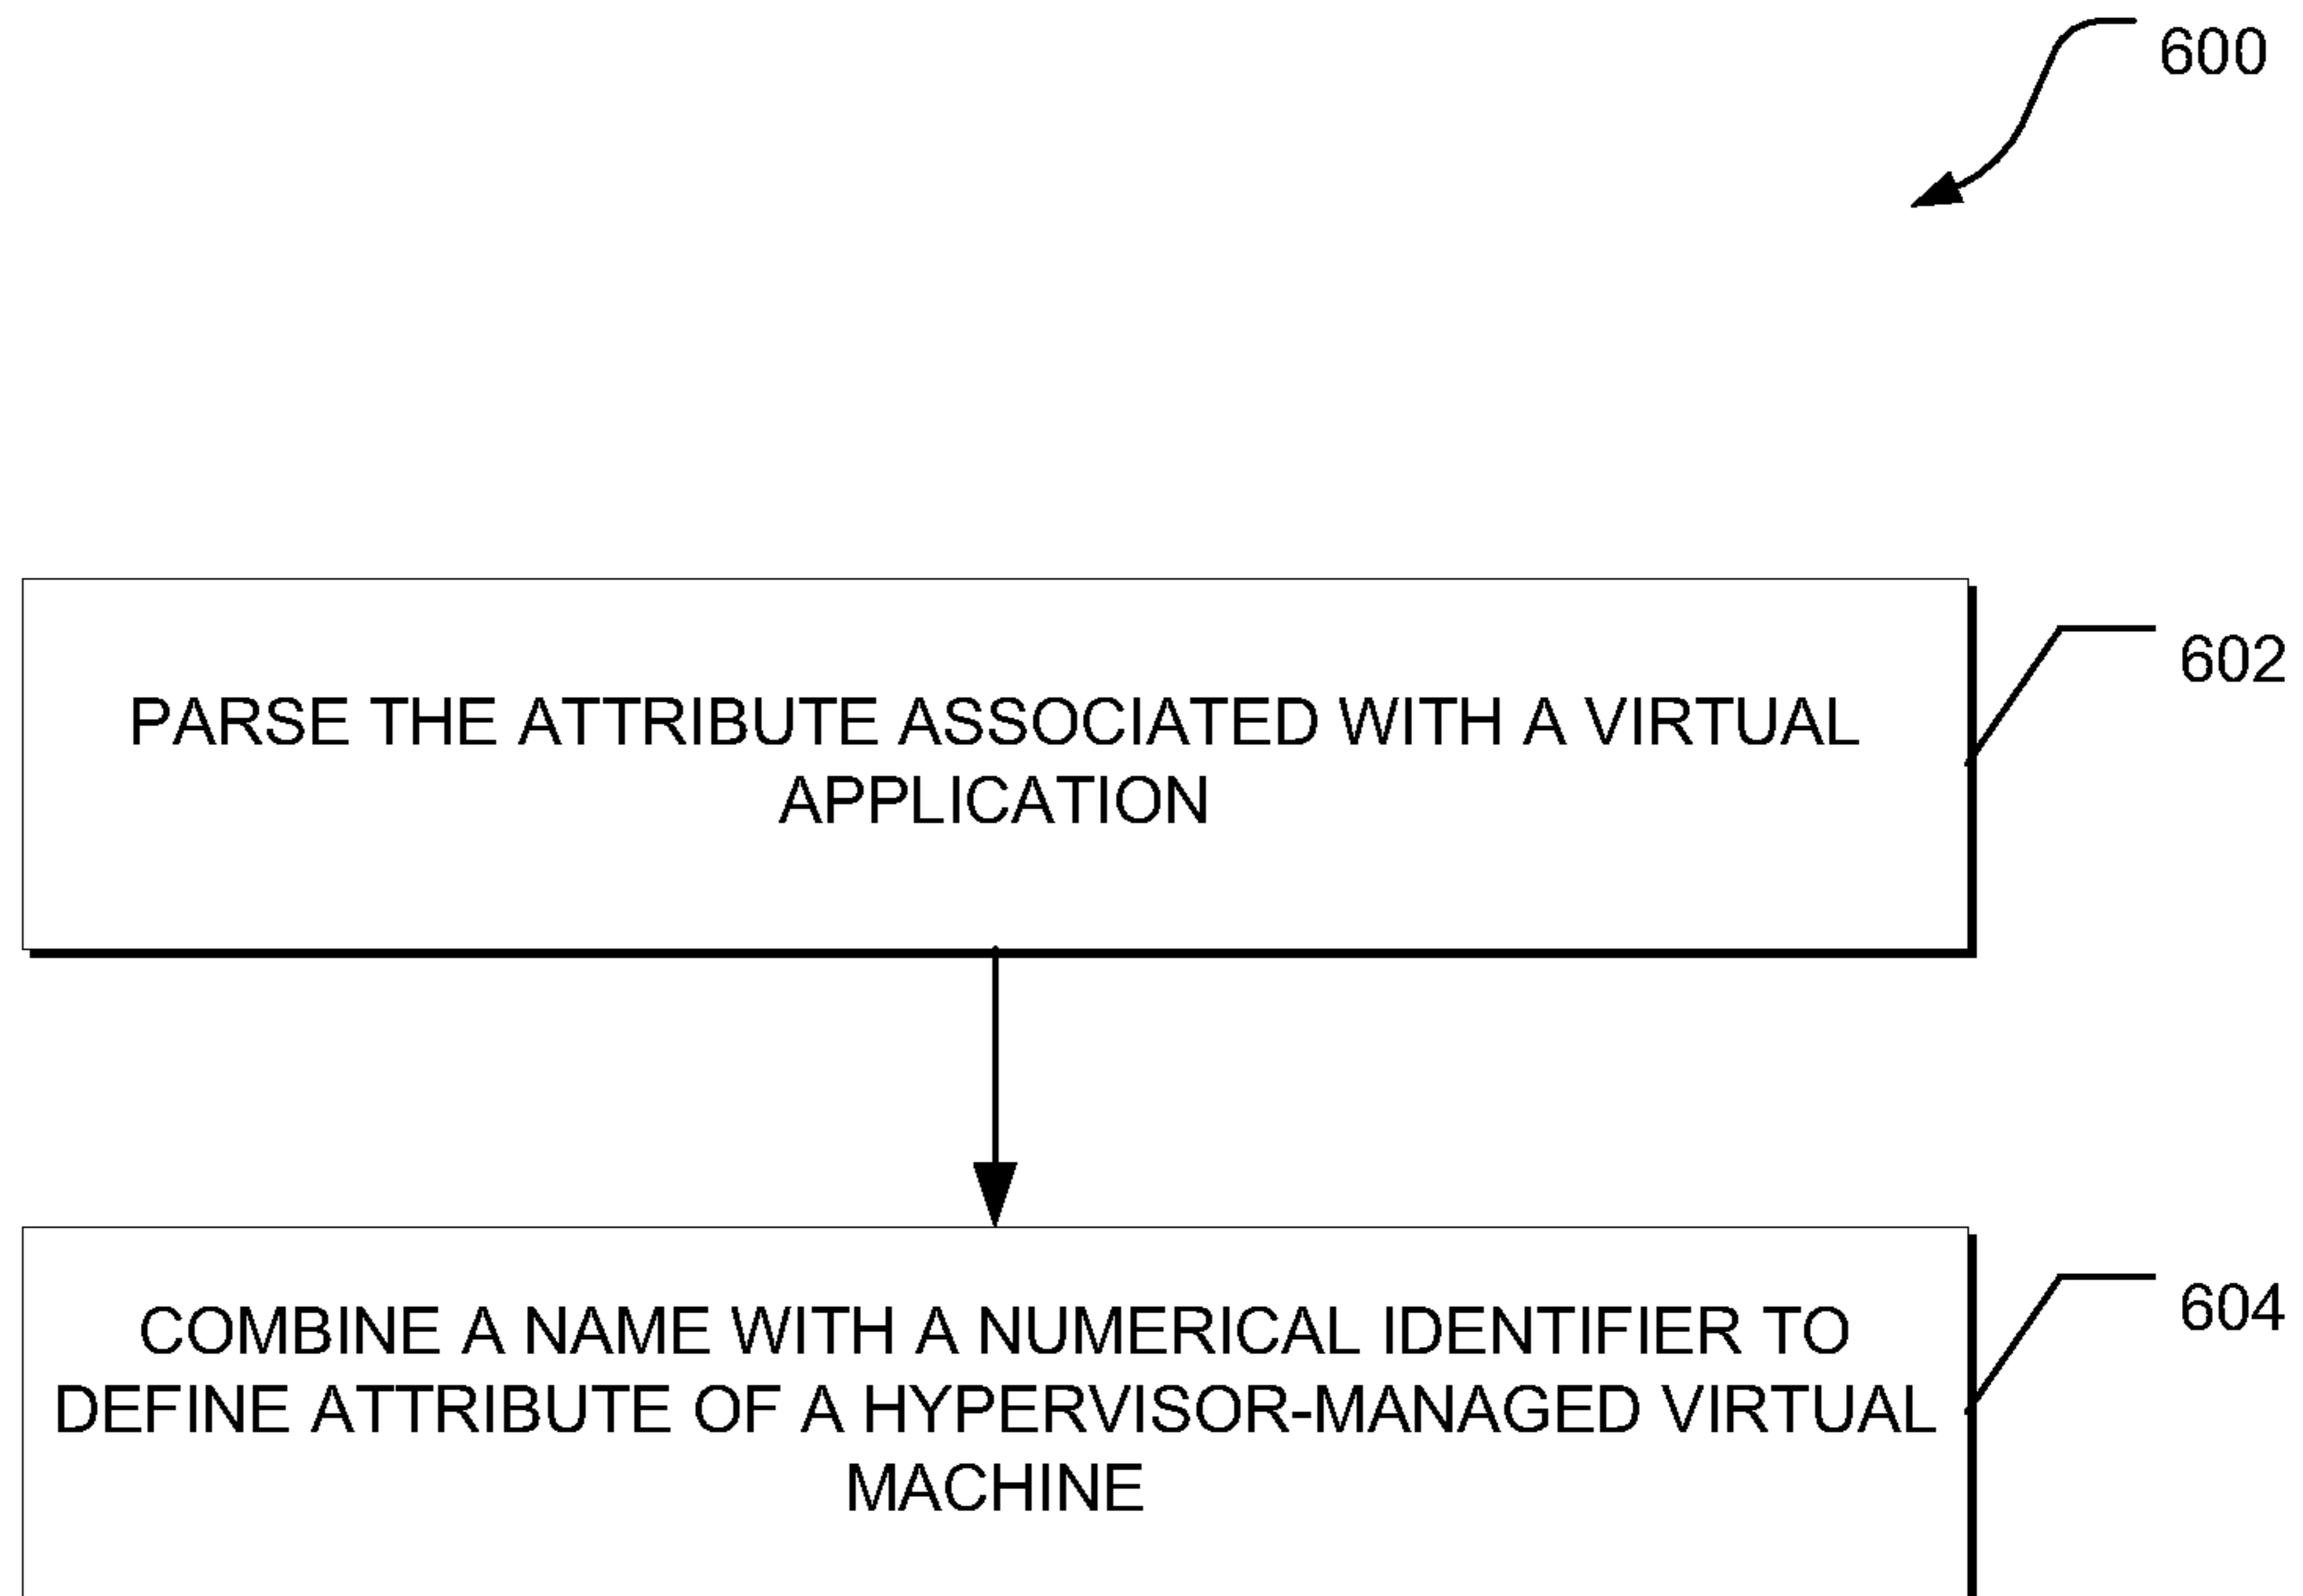 600
PARSE THE ATTRIBUTE ASSOCIATED WITH A VIRTUAL
APPLICATION
602
COMBINE A NAME WITH A NUMERICAL IDENTIFIER TO
DEFINE ATTRIBUTE OF A HYPERVISOR-MANAGED VIRTUAL
MACHINE
604